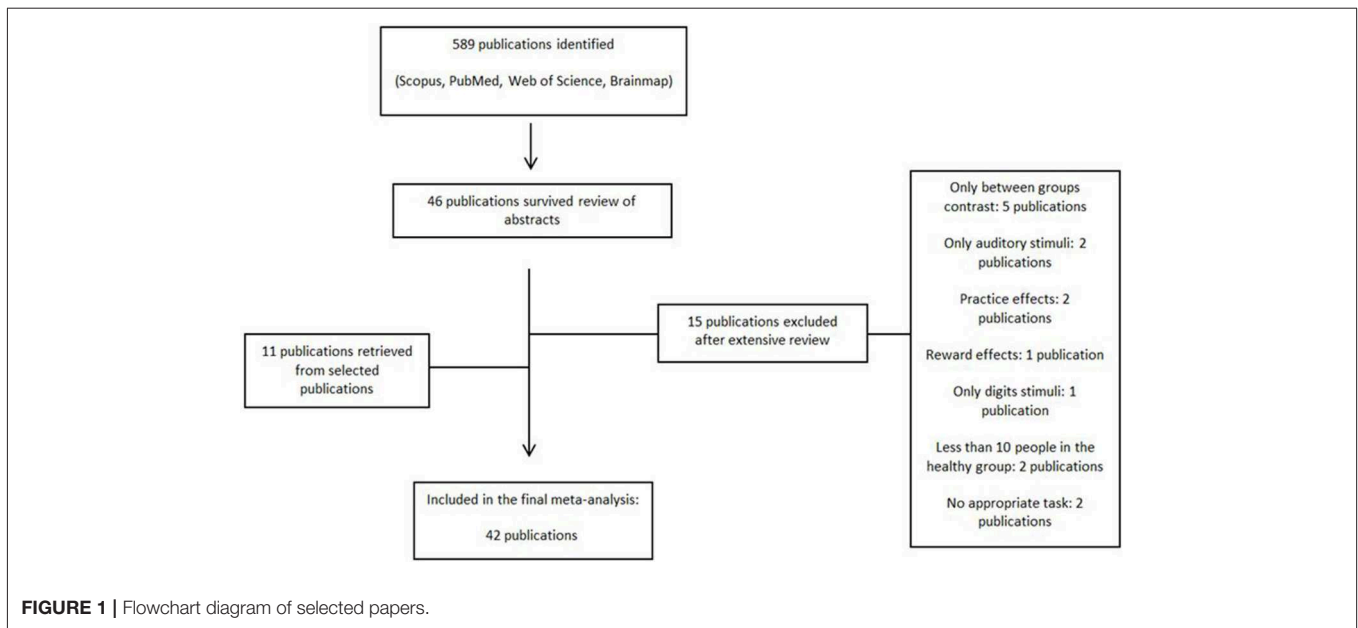 589 publications identified
(Scopus, PubMed, Web of Science, Brainmap)
46 publications survived review of
abstracts
15 publications excluded
after extensive review
11 publications retrieved
from selected
publications
Only between groups
contrast: 5 publications
Only auditory stimuli: 2
publications
Practice effects: 2
publications
Reward effects: 1 publication
Only digits stimuli: 1
publication
Less than 10 people in the
healthy group: 2 publications
No appropriate task: 2
publications
Included in the final meta-analysis:
42 publications
FIGURE 1 | Flowchart diagram of selected papers.